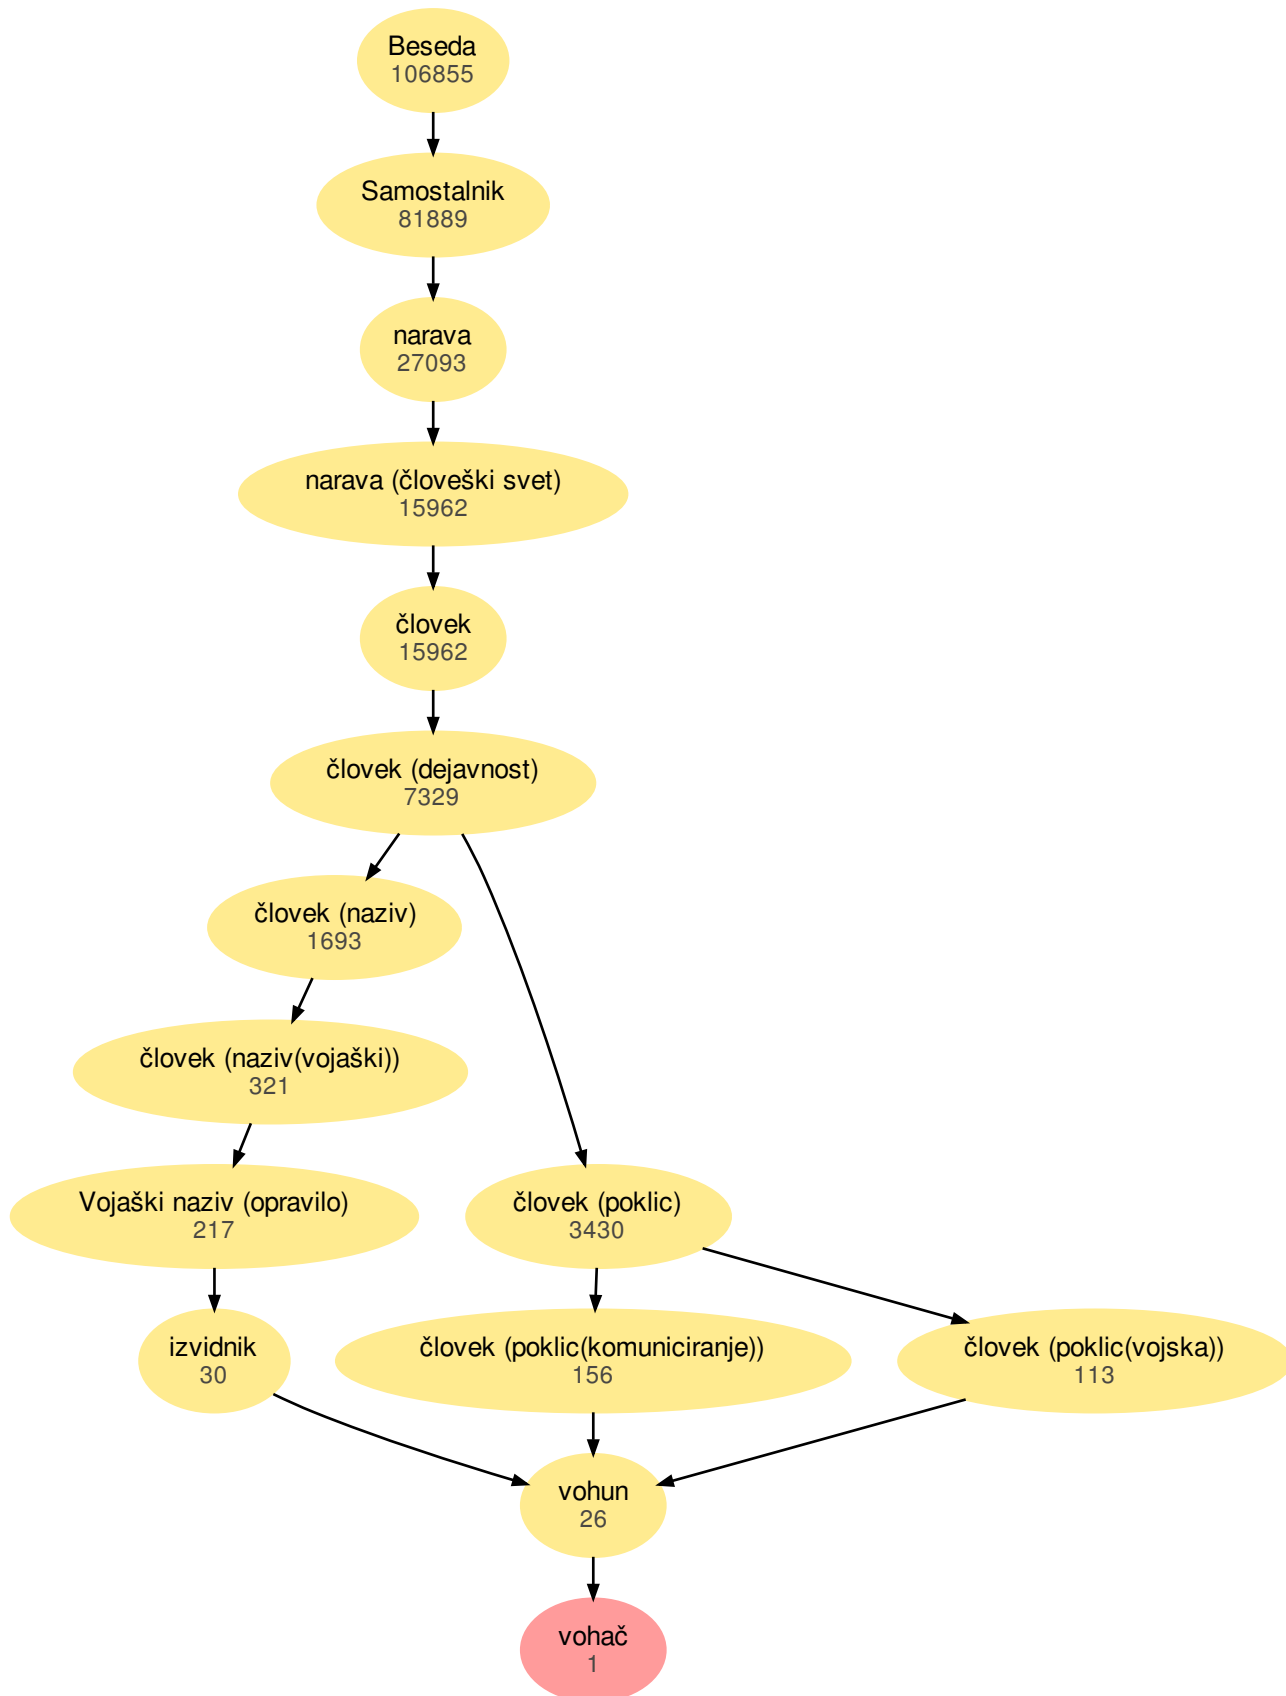 Beseda
106855
Samostalnik
81889
narava
27093
narava (človeški svet)
15962
človek
15962
človek (dejavnost)
7329
človek (naziv)
1693
človek (naziv(vojaški))
321
Vojaški naziv (opravilo)
217
človek (poklic)
3430
izvidnik
30
človek (poklic(komuniciranje))
156
človek (poklic(vojska))
113
vohun
26
vohač
1